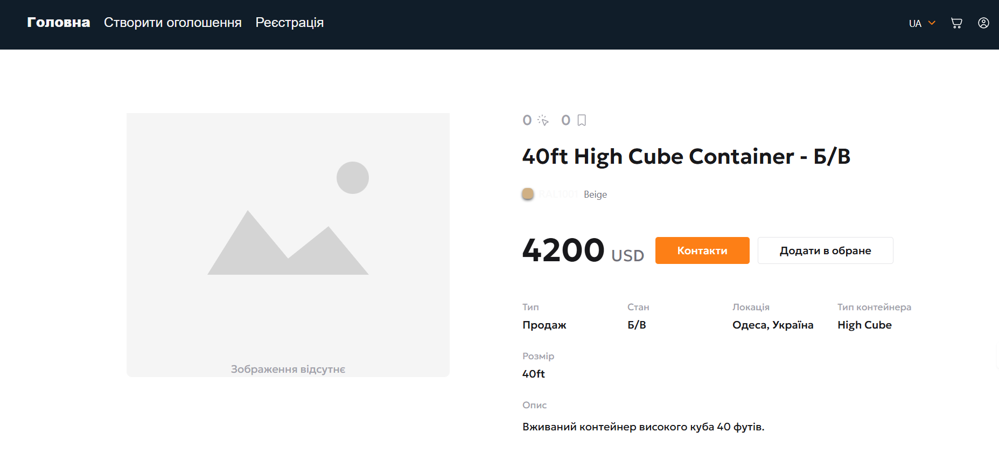 Головна Створити оголошення Реєстрація UA
0 0
40ft High Cube Container - Б/В
RAL1001 Beige
4200 USD Контакти Додати в обране
Тип Стан Локація Тип контейнера
Продаж Б/В Одеса, Україна High Cube
Розмір
40ft
Зображення відсутнє
Опис
Вживаний контейнер високого куба 40 футів.